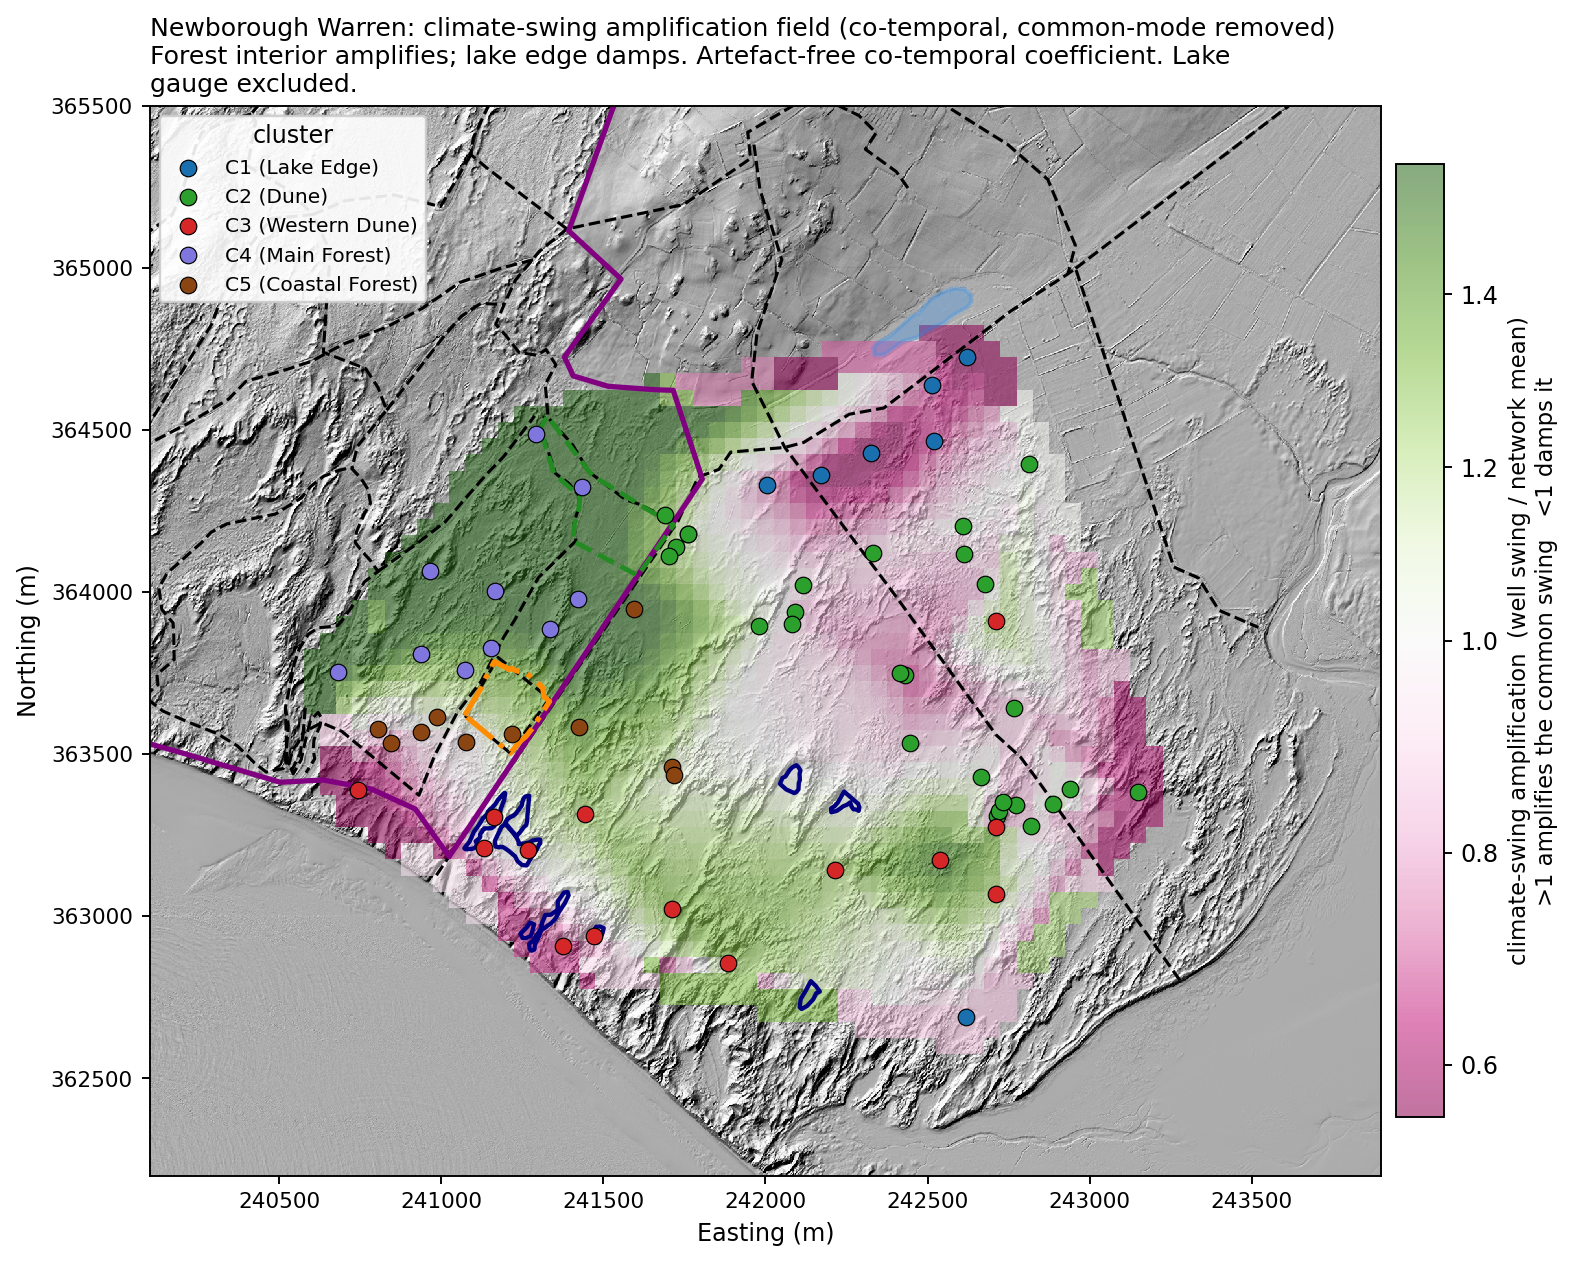 Newborough Warren: climate-swing amplification field (co-temporal, common-mode removed)
Forest interior amplifies; lake edge damps. Artefact-free co-temporal coefficient. Lake
gauge excluded.
cluster
C1 (Lake Edge)
C2 (Dune)
C3 (Western Dune)
C4 (Main Forest)
C5 (Coastal Forest)
365500
365000
364500
364000
363500
363000
362500
Northing (m)
240500
241000
241500
242000
242500
243000
243500
Easting (m)
1.4
1.2
1.0
0.8
0.6
climate-swing amplification (well swing / network mean)
>1 amplifies the common swing <1 damps it